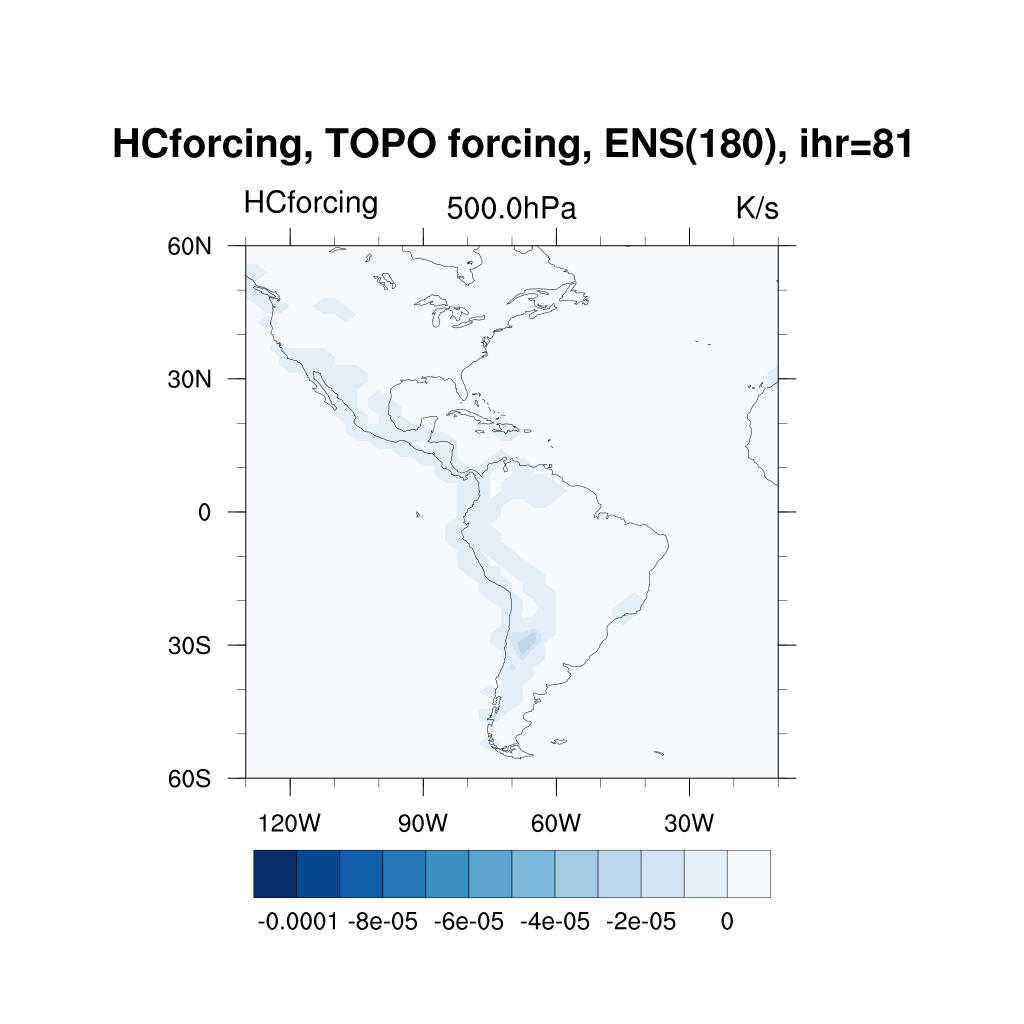 HCforcing, TOPO forcing, ENS(180), ihr=81
HCforcing 500.0hPa K/s
60N
30N
0
30S
60S
120W 90W 60W 30W
-0.0001 -8e-05 -6e-05 -4e-05 -2e-05 0